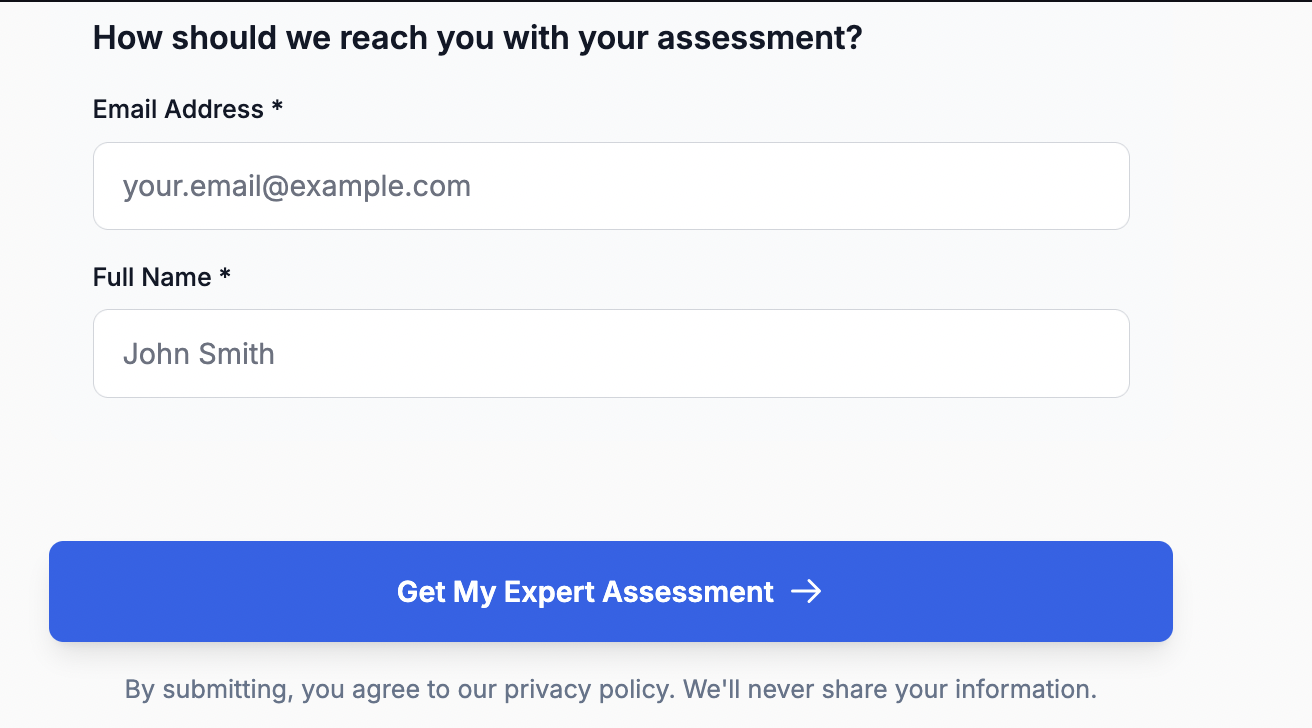 How should we reach you with your assessment?
Email Address *
your.email@example.com
Full Name *
John Smith
Get My Expert Assessment →
By submitting, you agree to our privacy policy. We'll never share your information.